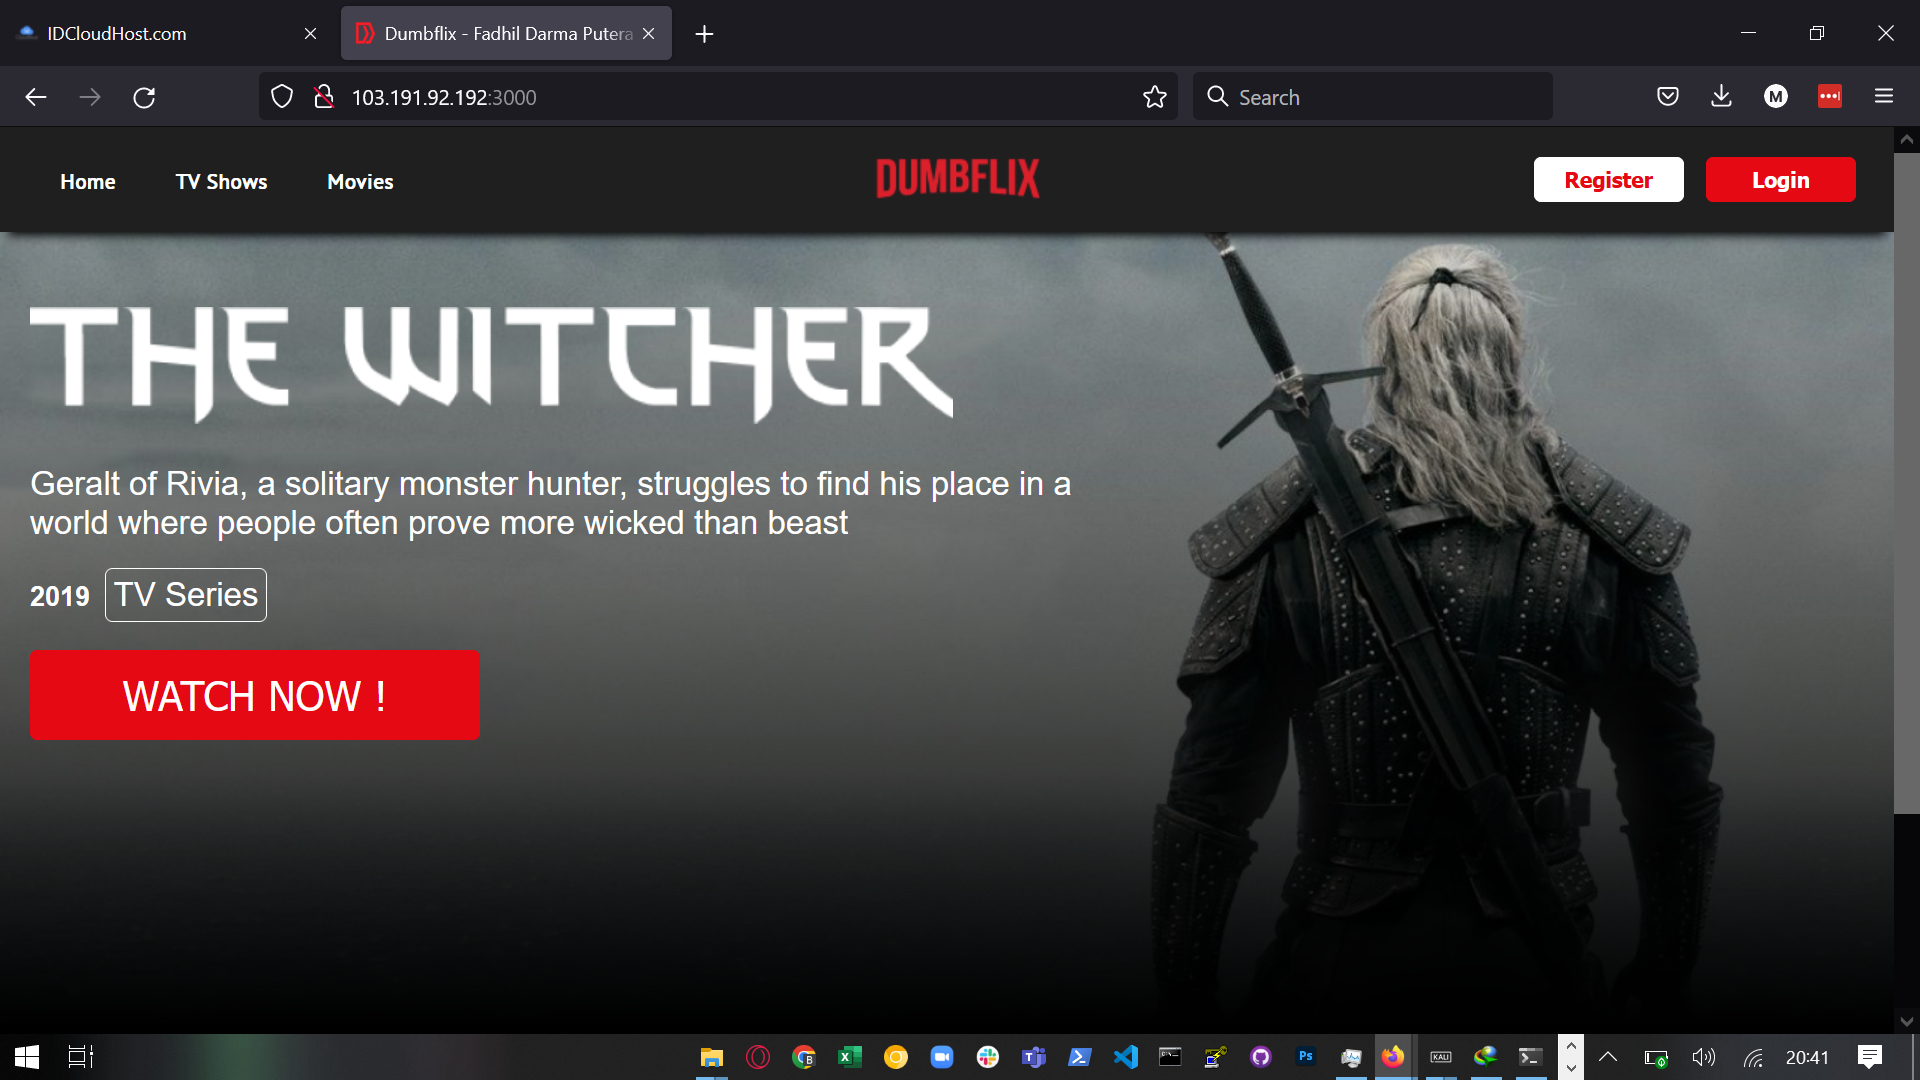 IDCloudHost.com
Dumbflix - Fadhil Darma Putera
103.191.92.192:3000
Search
M
Home
TV Shows
Movies
DUMBFLIX
Register
Login
THE WITCHER
Geralt of Rivia, a solitary monster hunter, struggles to find his place in a
world where people often prove more wicked than beast
2019
TV Series
WATCH NOW !
Ps
KALI
20:41